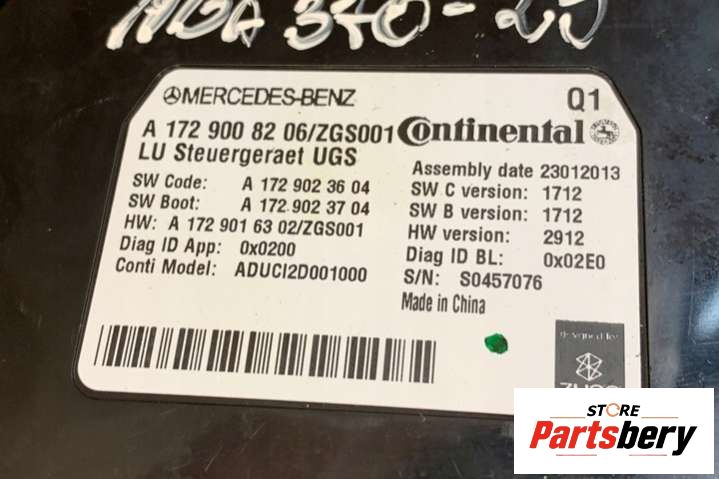 MERCEDES-BENZ
Q1
A 172 900 82 06/ZGS001
Continental
LU Steuergeraet UGS
SW Code: A 172 902 36 04
SW Boot: A 172 902 37 04
HW: A 172 901 63 02/ZGS001
Diag ID App: 0x0200
Conti Model: ADUCI2D001000
Assembly date 23012013
SW C version: 1712
SW B version: 1712
HW version: 2912
Diag ID BL: 0x02E0
S/N: S0457076
Made in China
designed by
STORE
Partsbery